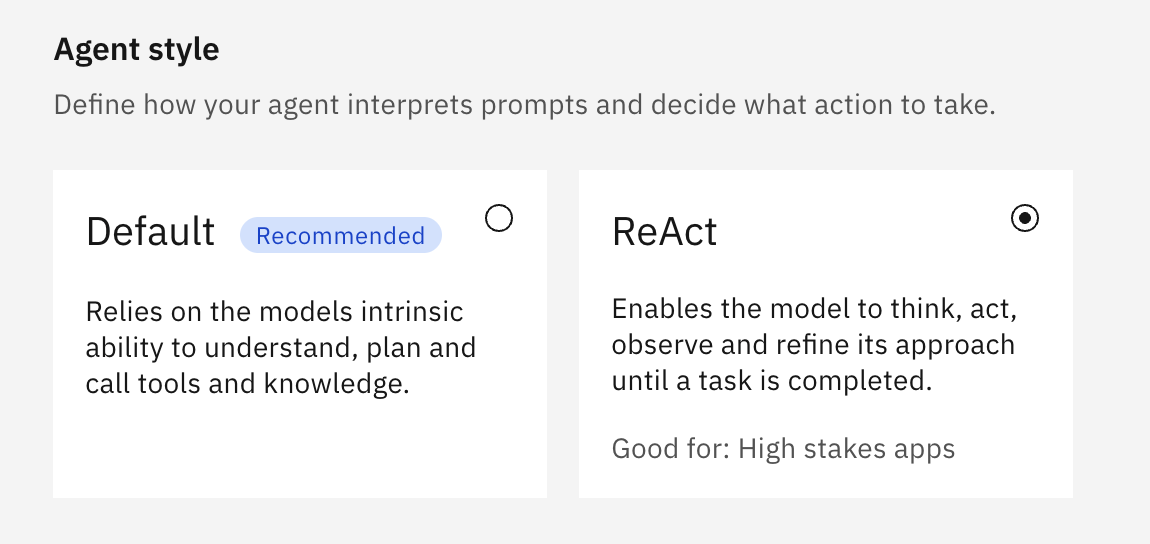 Agent style
Define how your agent interprets prompts and decide what action to take.
Default
Recommended
Relies on the models intrinsic
ability to understand, plan and
call tools and knowledge.
ReAct
Enables the model to think, act,
observe and refine its approach
until a task is completed.
Good for: High stakes apps